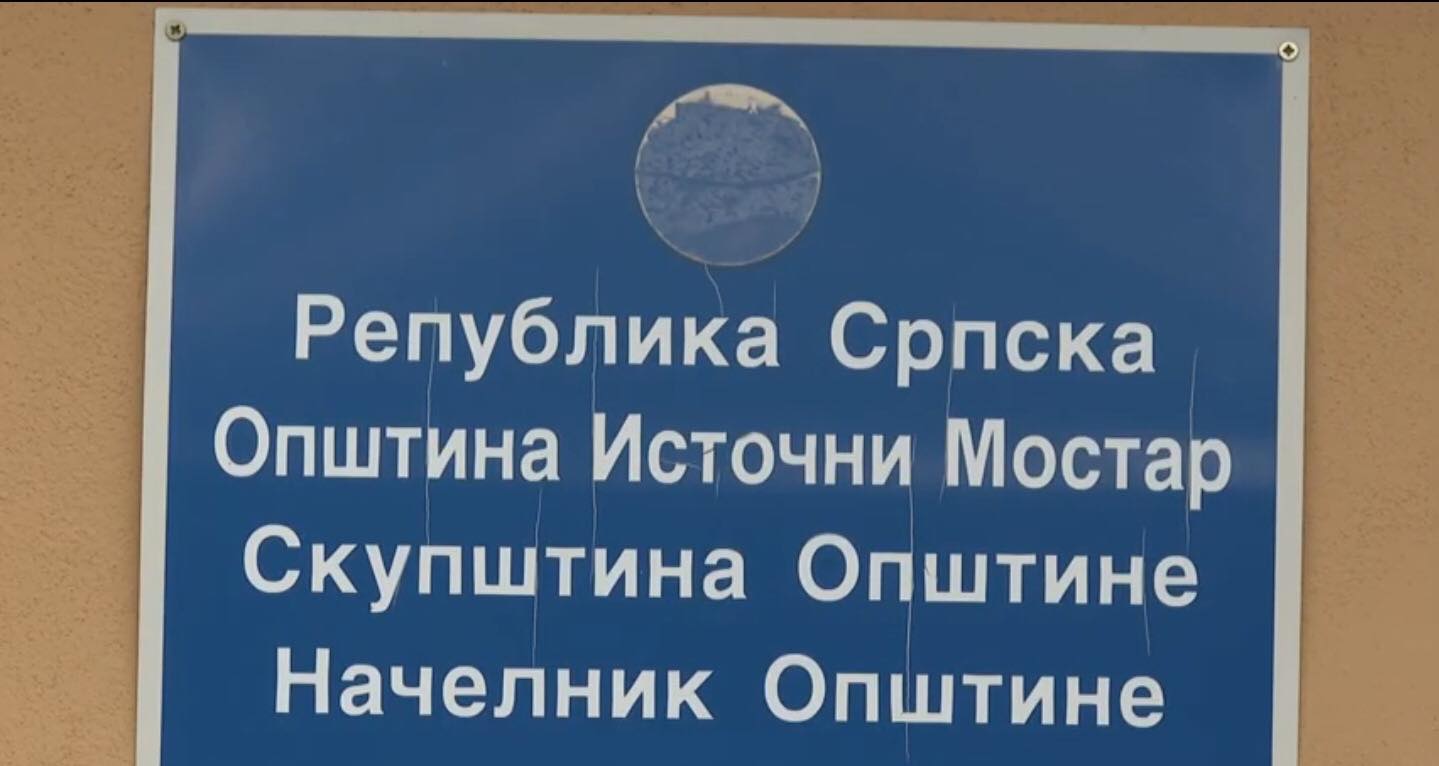 Република Српска
Општина Источни Мостар
Скупштина Општине
Начелник Општине